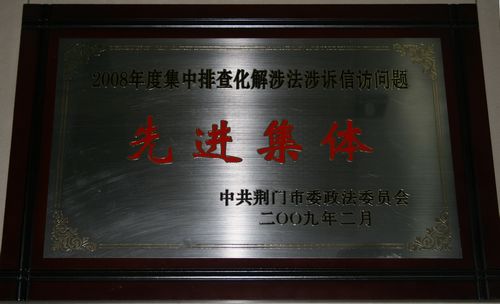 2008年度集中排查化解涉法涉诉信访问题
先进集体
中共荆门市委政法委员会
二〇〇九年二月